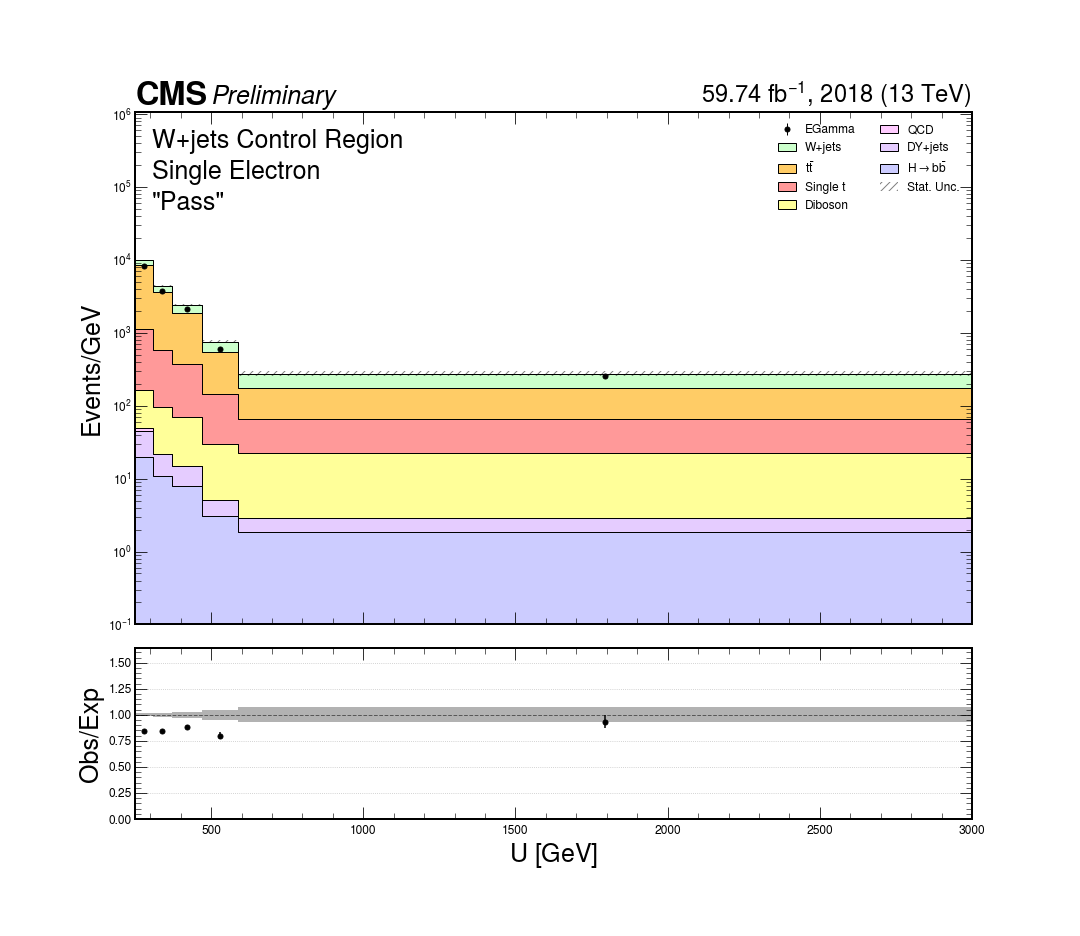 CMS Preliminary
59.74 fb⁻¹, 2018 (13 TeV)
W+jets Control Region
Single Electron
"Pass"
EGamma
W+jets
tt̄
Single t
Diboson
QCD
DY+jets
H→bb̄
Stat. Unc.
Events/GeV
10⁶
10⁵
10⁴
10³
10²
10¹
10⁰
10⁻¹
Obs/Exp
1.50
1.25
1.00
0.75
0.50
0.25
0.00
500
1000
1500
2000
2500
3000
U [GeV]